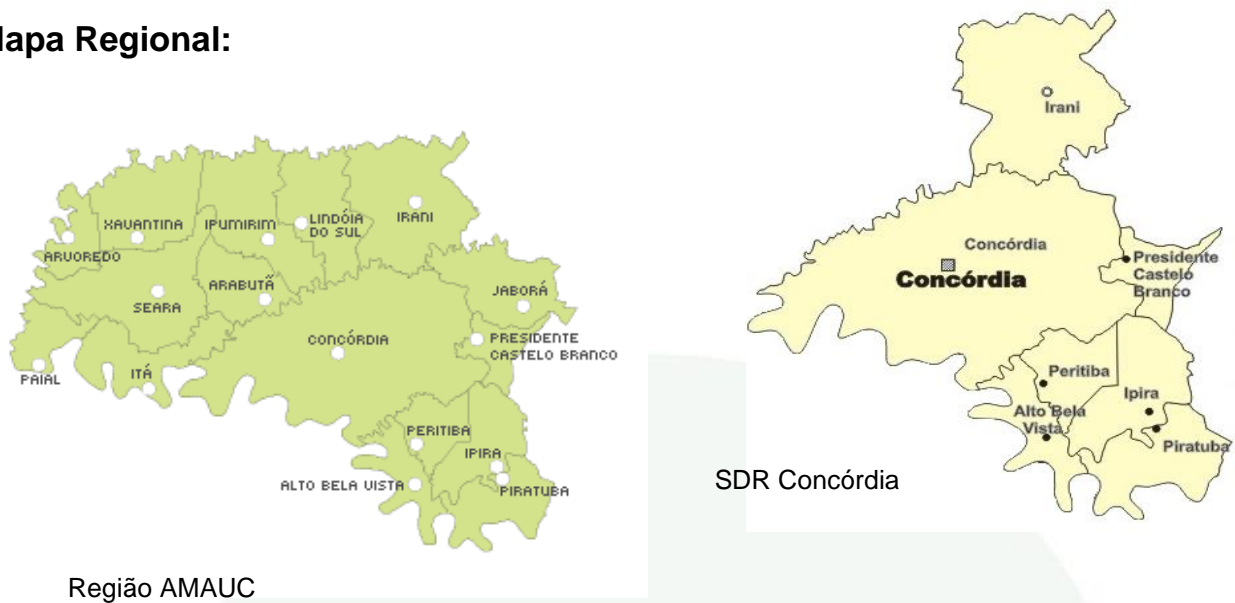 Mapa Regional:
XAVANTINA
IPUMIRIM
LINDÓIA
DO SUL
IRANI
ARVOREDO
ARABUTÃ
SEARA
JABORÁ
CONCÓRDIA
PRESIDENTE
CASTELO BRANCO
PAIAL
ITÁ
PERITIBA
IPIRA
ALTO BELA VISTA
PIRATUBA
Região AMAUC
Irani
Concórdia
Concórdia
Presidente
Castelo
Branco
Peritiba
Ipira
Alto Bela
Vista
Piratuba
SDR Concórdia